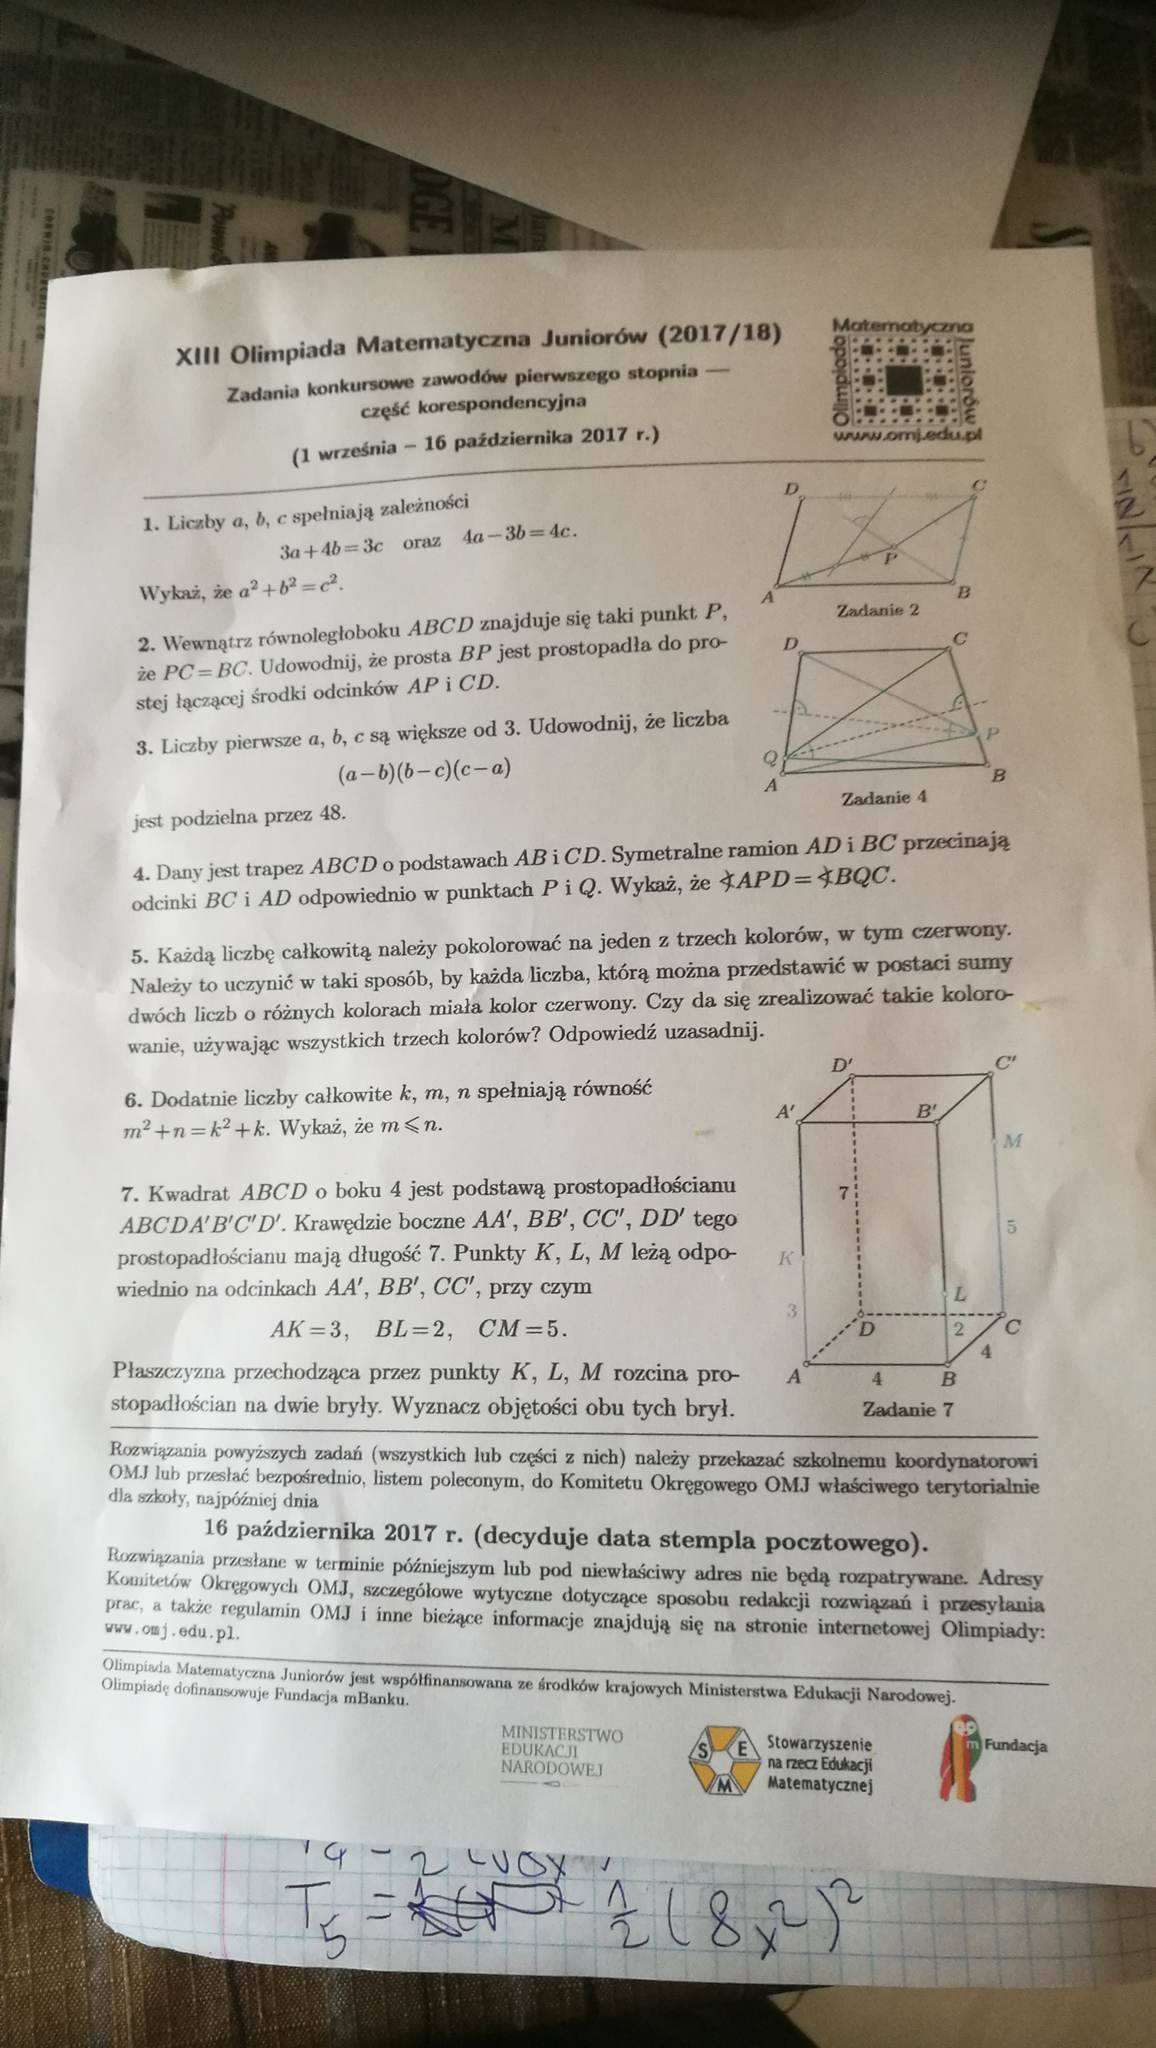 XIII Olimpiada Matematyczna Juniorów (2017/18)
Zadania konkursowe zawodów pierwszego stopnia —
część korespondencyjna
(1 września – 16 października 2017 r.)
Matematyczna
Olimpiada
Juniorów
www.omj.edu.pl
1. Liczby a, b, c spełniają zależności
3a+4b=3c oraz 4a−3b=4c.
Wykaż, że a²+b²=c².
2. Wewnątrz równoległoboku ABCD znajduje się taki punkt P,
że PC=BC. Udowodnij, że prosta BP jest prostopadła do pro-
stej łączącej środki odcinków AP i CD.
D C
P
A B
Zadanie 2
3. Liczby pierwsze a, b, c są większe od 3. Udowodnij, że liczba
(a−b)(b−c)(c−a)
jest podzielna przez 48.
D C
Q P
A B
Zadanie 4
4. Dany jest trapez ABCD o podstawach AB i CD. Symetralne ramion AD i BC przecinają
odcinki BC i AD odpowiednio w punktach P i Q. Wykaż, że ∢APD=∢BQC.
5. Każdą liczbę całkowitą należy pokolorować na jeden z trzech kolorów, w tym czerwony.
Należy to uczynić w taki sposób, by każda liczba, którą można przedstawić w postaci sumy
dwóch liczb o różnych kolorach miała kolor czerwony. Czy da się zrealizować takie koloro-
wanie, używając wszystkich trzech kolorów? Odpowiedź uzasadnij.
6. Dodatnie liczby całkowite k, m, n spełniają równość
m²+n=k²+k. Wykaż, że m⩽n.
7. Kwadrat ABCD o boku 4 jest podstawą prostopadłościanu
ABCDA′B′C′D′. Krawędzie boczne AA′, BB′, CC′, DD′ tego
prostopadłościanu mają długość 7. Punkty K, L, M leżą odpo-
wiednio na odcinkach AA′, BB′, CC′, przy czym
AK=3, BL=2, CM=5.
Płaszczyzna przechodząca przez punkty K, L, M rozcina pro-
stopadłościan na dwie bryły. Wyznacz objętości obu tych brył.
D′ C′
A′ B′
M
7
5
K
L
3
D 2 C
4
A 4 B
Zadanie 7
Rozwiązania powyższych zadań (wszystkich lub części z nich) należy przekazać szkolnemu koordynatorowi
OMJ lub przesłać bezpośrednio, listem poleconym, do Komitetu Okręgowego OMJ właściwego terytorialnie
dla szkoły, najpóźniej dnia
16 października 2017 r. (decyduje data stempla pocztowego).
Rozwiązania przesłane w terminie późniejszym lub pod niewłaściwy adres nie będą rozpatrywane. Adresy
Komitetów Okręgowych OMJ, szczegółowe wytyczne dotyczące sposobu redakcji rozwiązań i przesyłania
prac, a także regulamin OMJ i inne bieżące informacje znajdują się na stronie internetowej Olimpiady:
www.omj.edu.pl.
Olimpiada Matematyczna Juniorów jest współfinansowana ze środków krajowych Ministerstwa Edukacji Narodowej.
Olimpiadę dofinansowuje Fundacja mBanku.
MINISTERSTWO
EDUKACJI
NARODOWEJ
S E M
Stowarzyszenie
na rzecz Edukacji
Matematycznej
m Fundacja
T₅ = ½(8x²)²